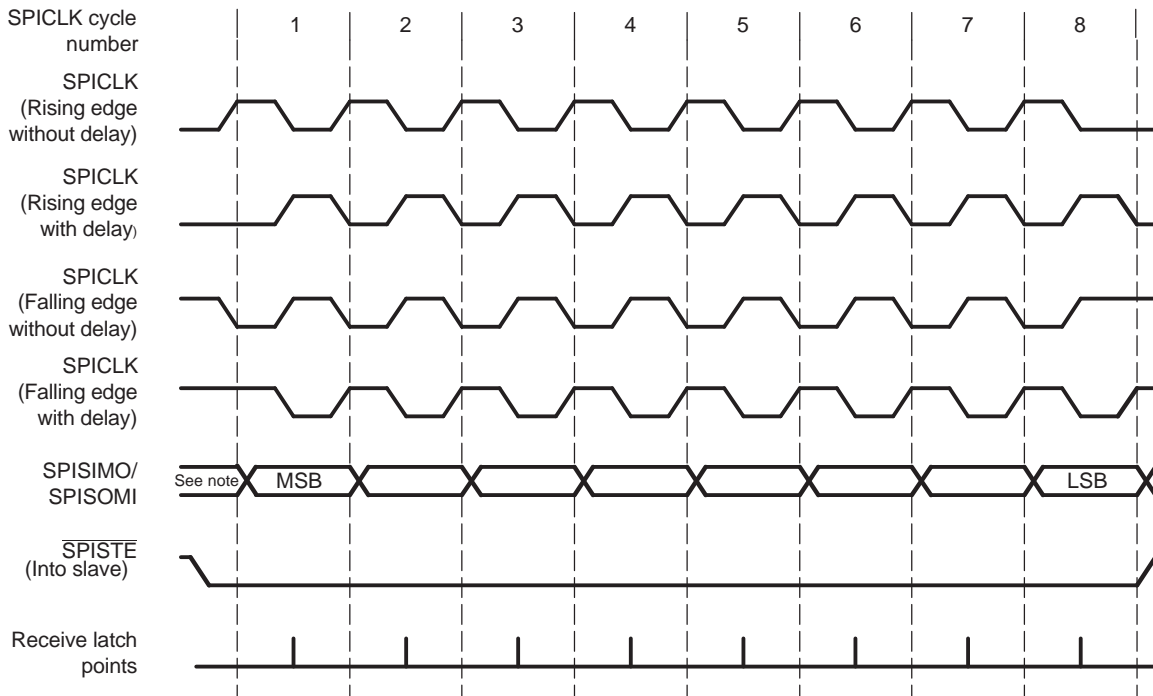 SPICLK cycle
number
1 2 3 4 5 6 7 8
SPICLK
(Rising edge
without delay)
SPICLK
(Rising edge
with delay)
SPICLK
(Falling edge
without delay)
SPICLK
(Falling edge
with delay)
SPISIMO/
SPISOMI
See note MSB LSB
SPISTE
(Into slave)
Receive latch
points